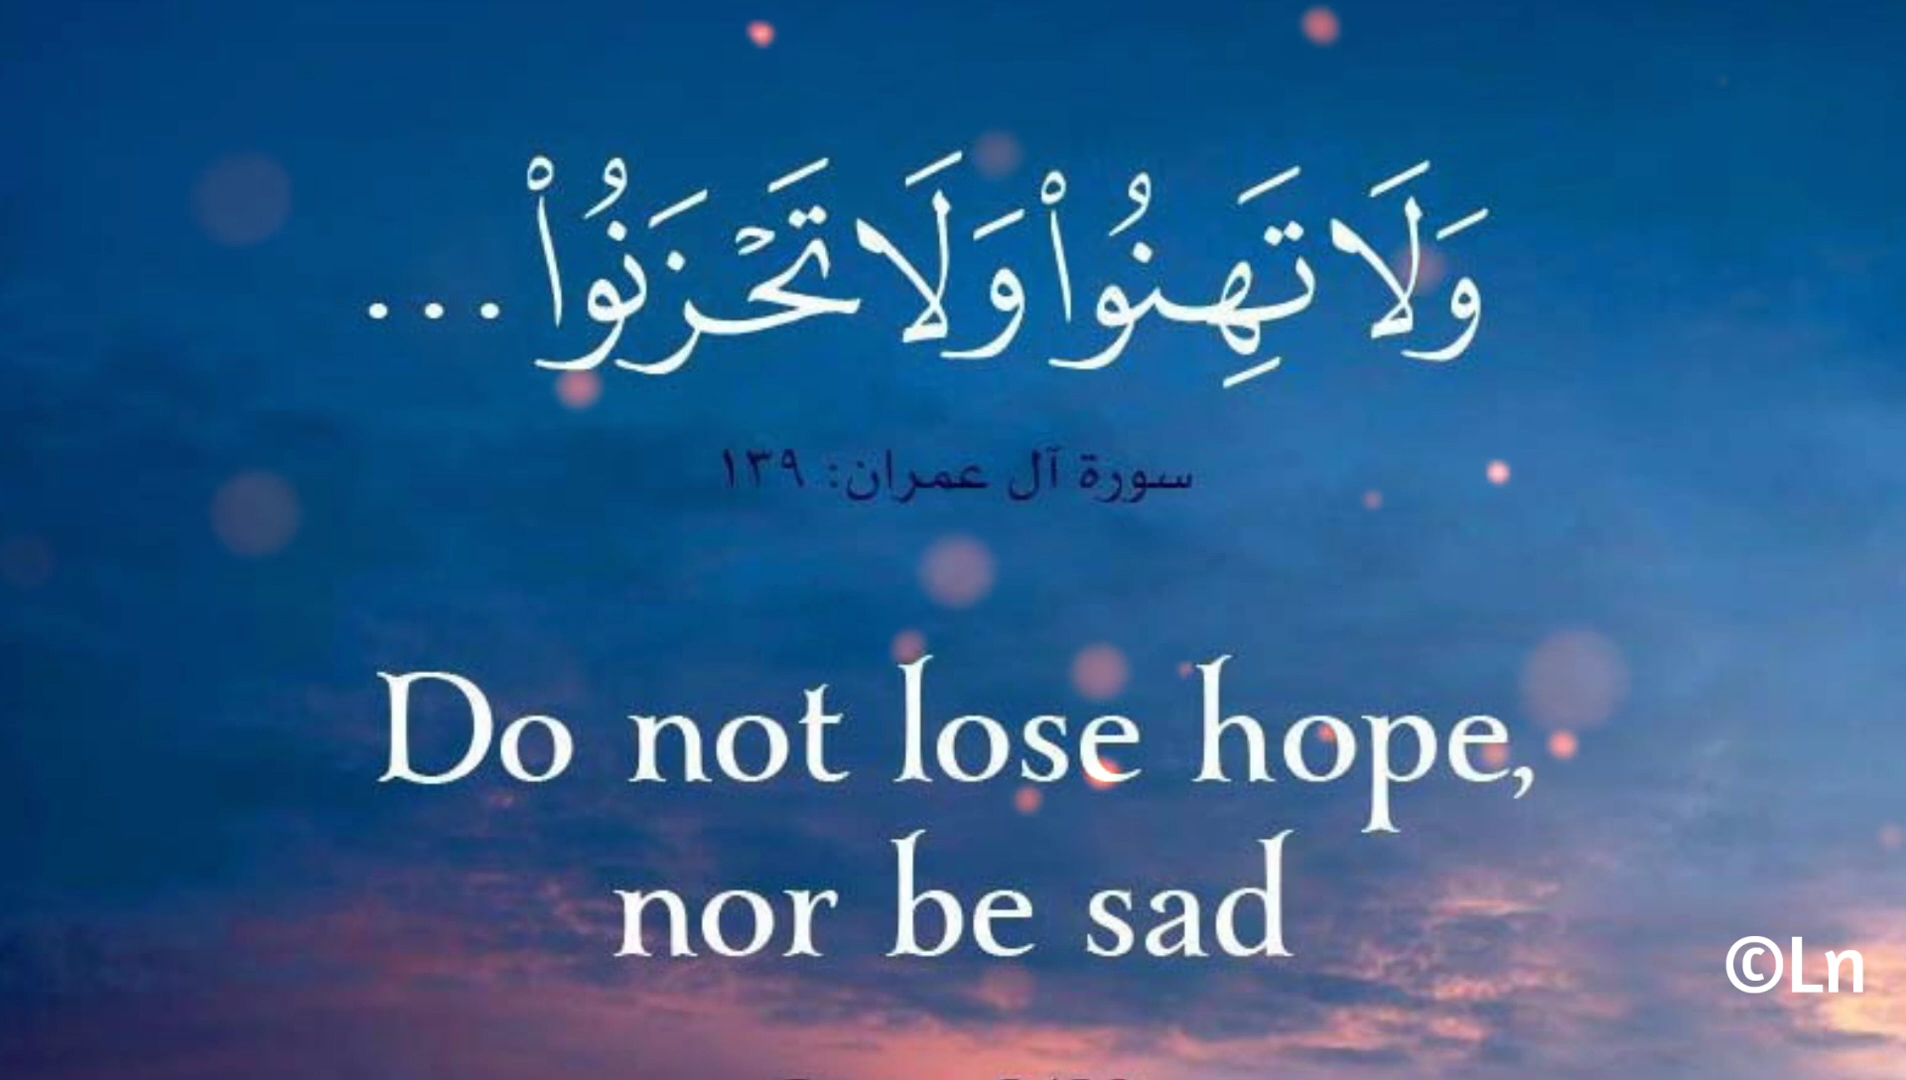 وَلَا تَهِنُوا۟ وَلَا تَحْزَنُوا۟ ...
سورة آل عمران: ١٣٩
Do not lose hope,
nor be sad
©Ln